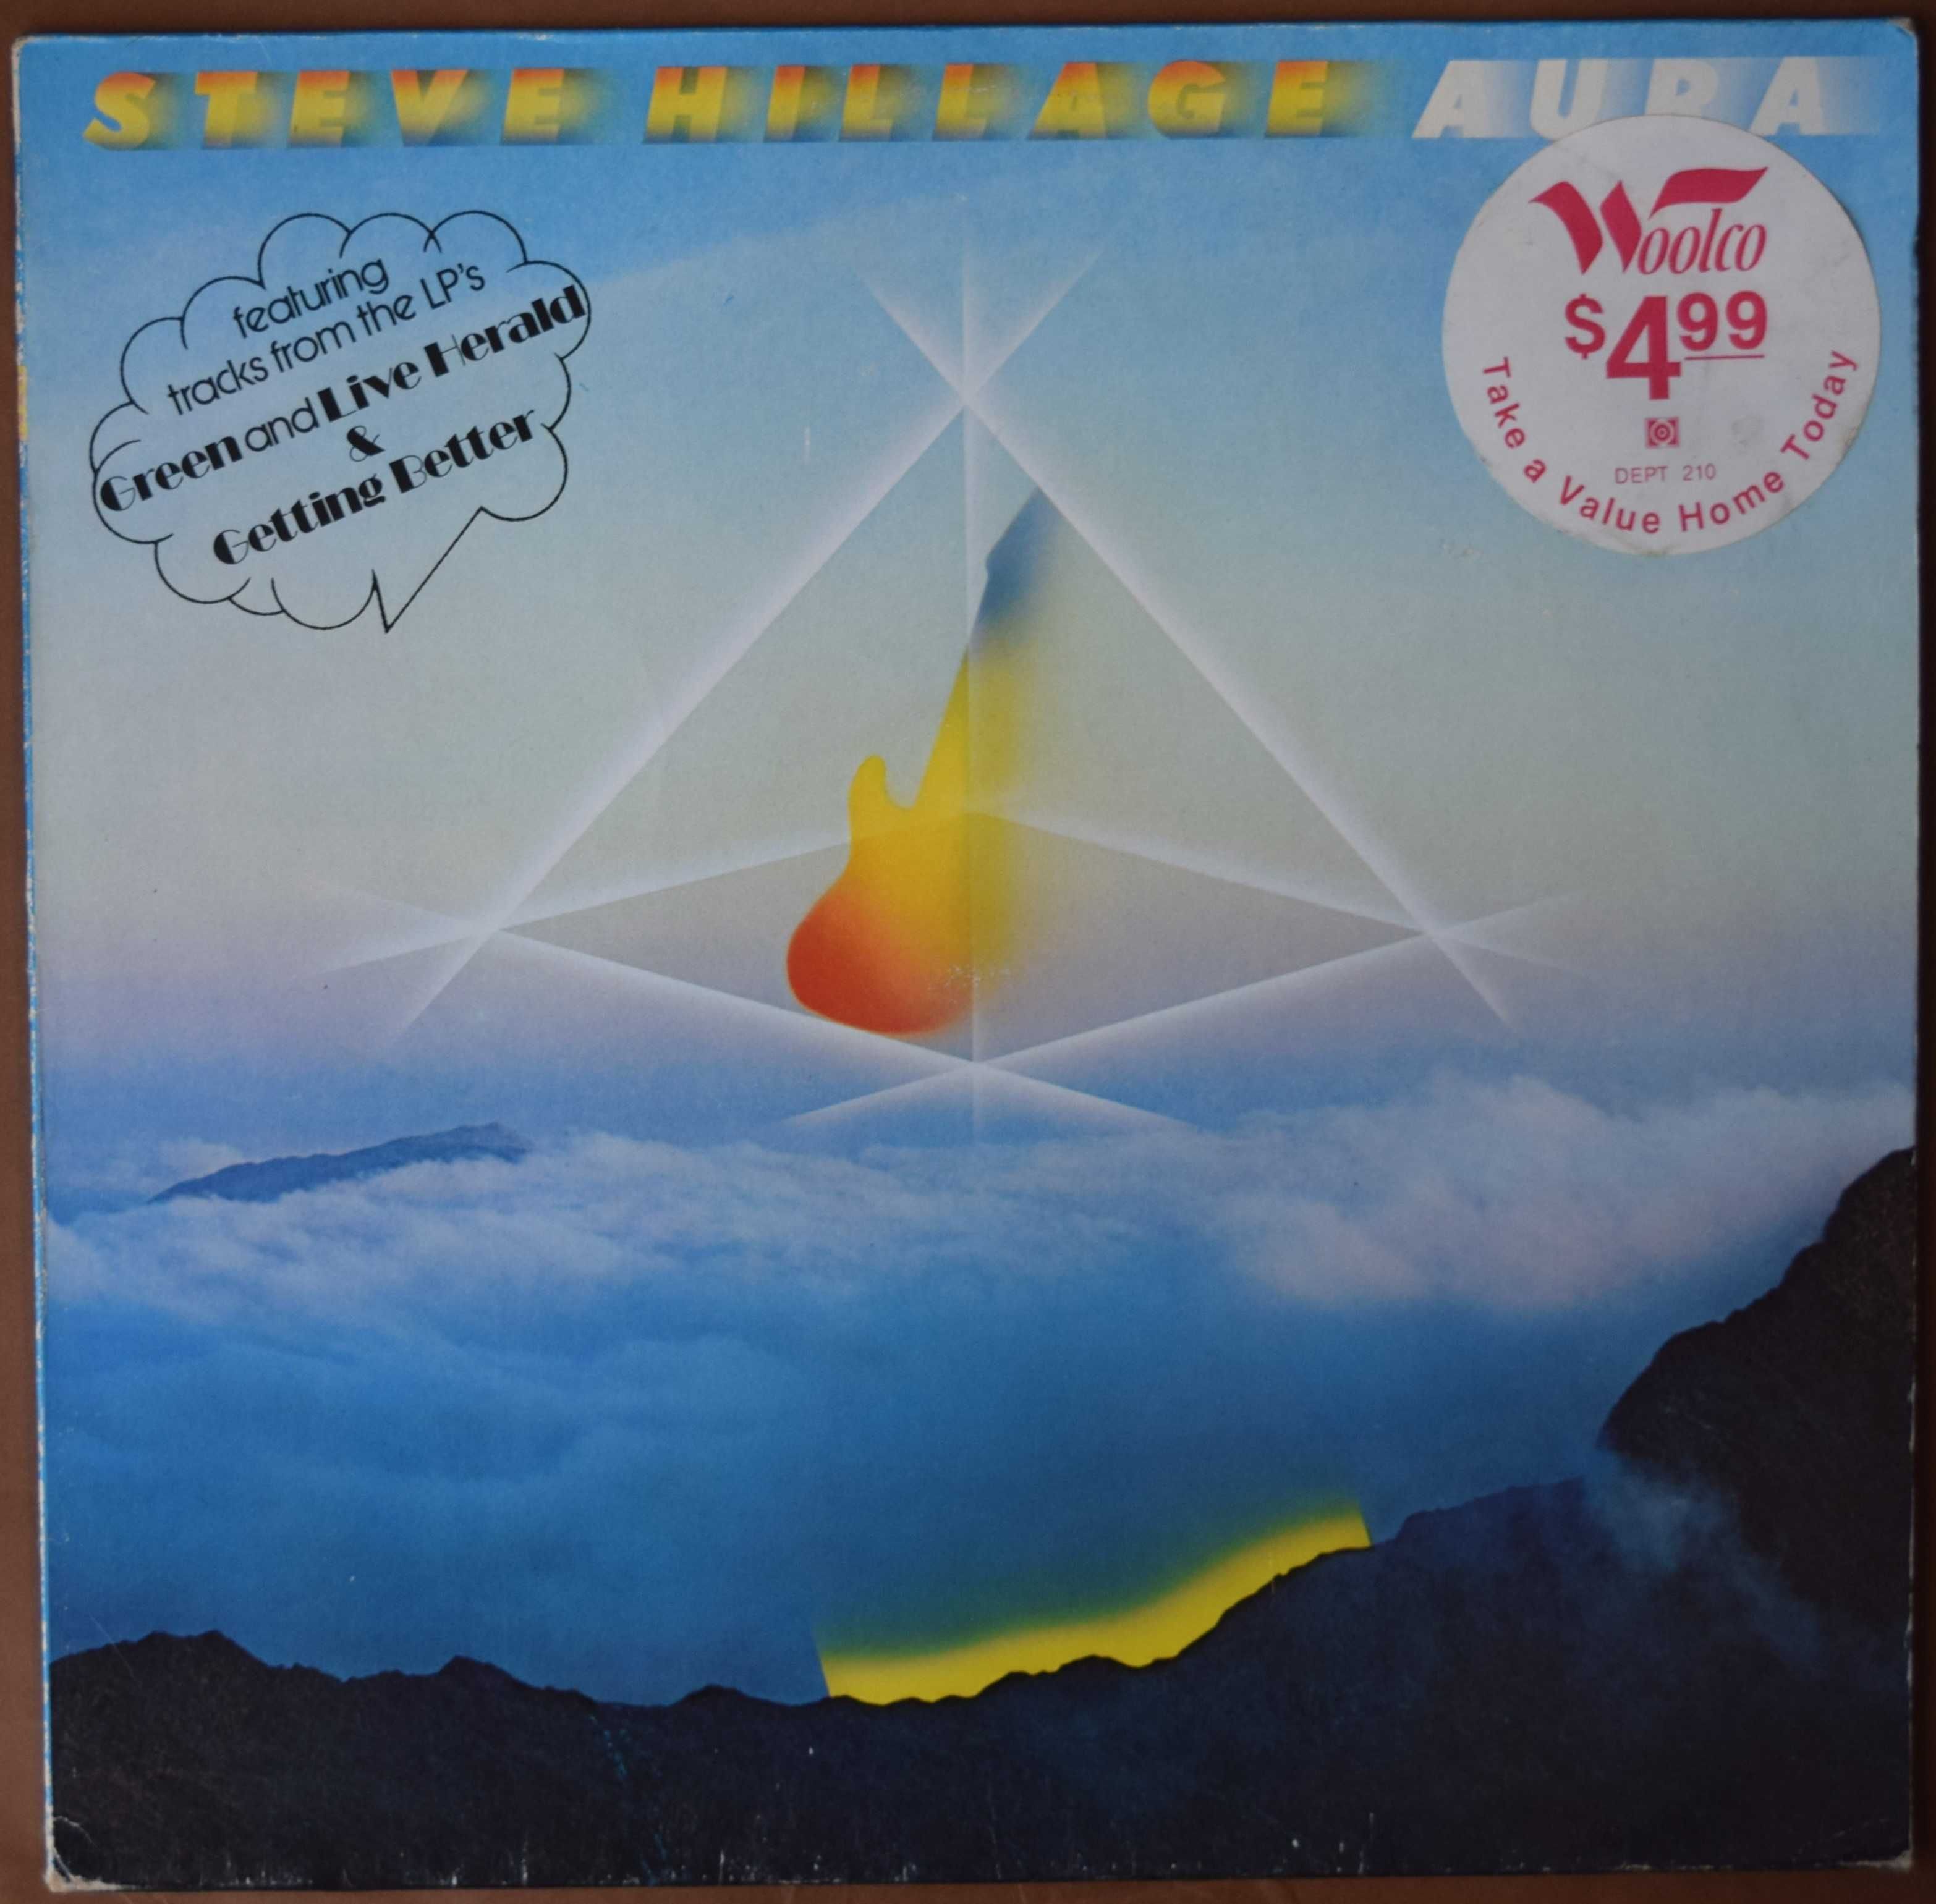 STEVE HILLAGE AURA
featuring
tracks from the LP's
Green and Live Herald
&
Getting Better
Woolco
$4.99
DEPT 210
Take a Value Home Today